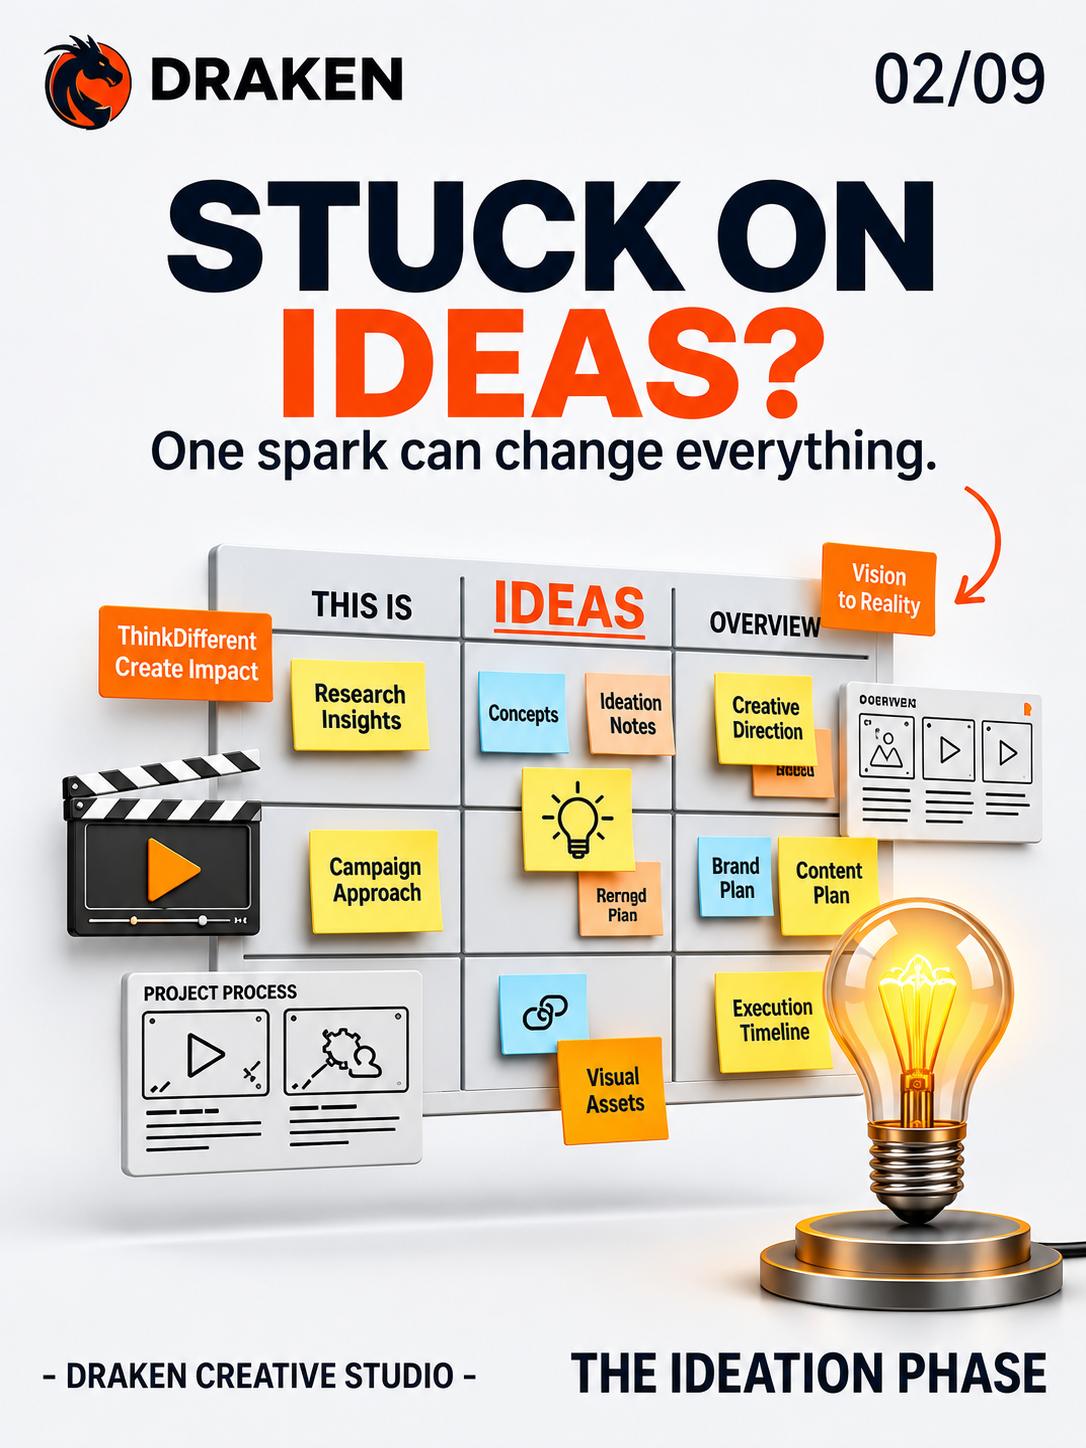 DRAKEN
02/09
STUCK ON
IDEAS?
One spark can change everything.
Vision
to Reality
THIS IS
IDEAS
OVERVIEW
ThinkDifferent
Create Impact
Research
Insights
Concepts
Ideation
Notes
Creative
Direction
Campaign
Approach
Rerngd
Plan
Brand
Plan
Content
Plan
PROJECT PROCESS
Visual
Assets
Execution
Timeline
- DRAKEN CREATIVE STUDIO -
THE IDEATION PHASE